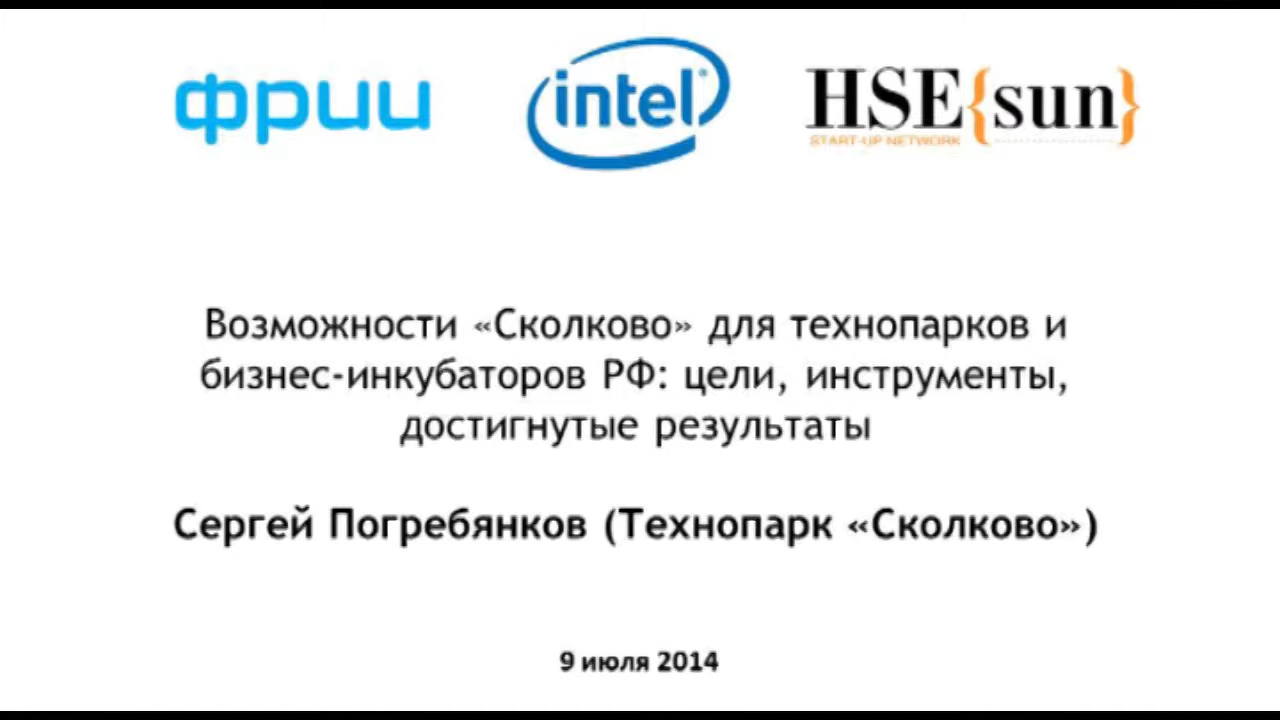 фрии
intel®
HSE{sun}
START-UP NETWORK
Возможности «Сколково» для технопарков и
бизнес-инкубаторов РФ: цели, инструменты,
достигнутые результаты
Сергей Погребянков (Технопарк «Сколково»)
9 июля 2014